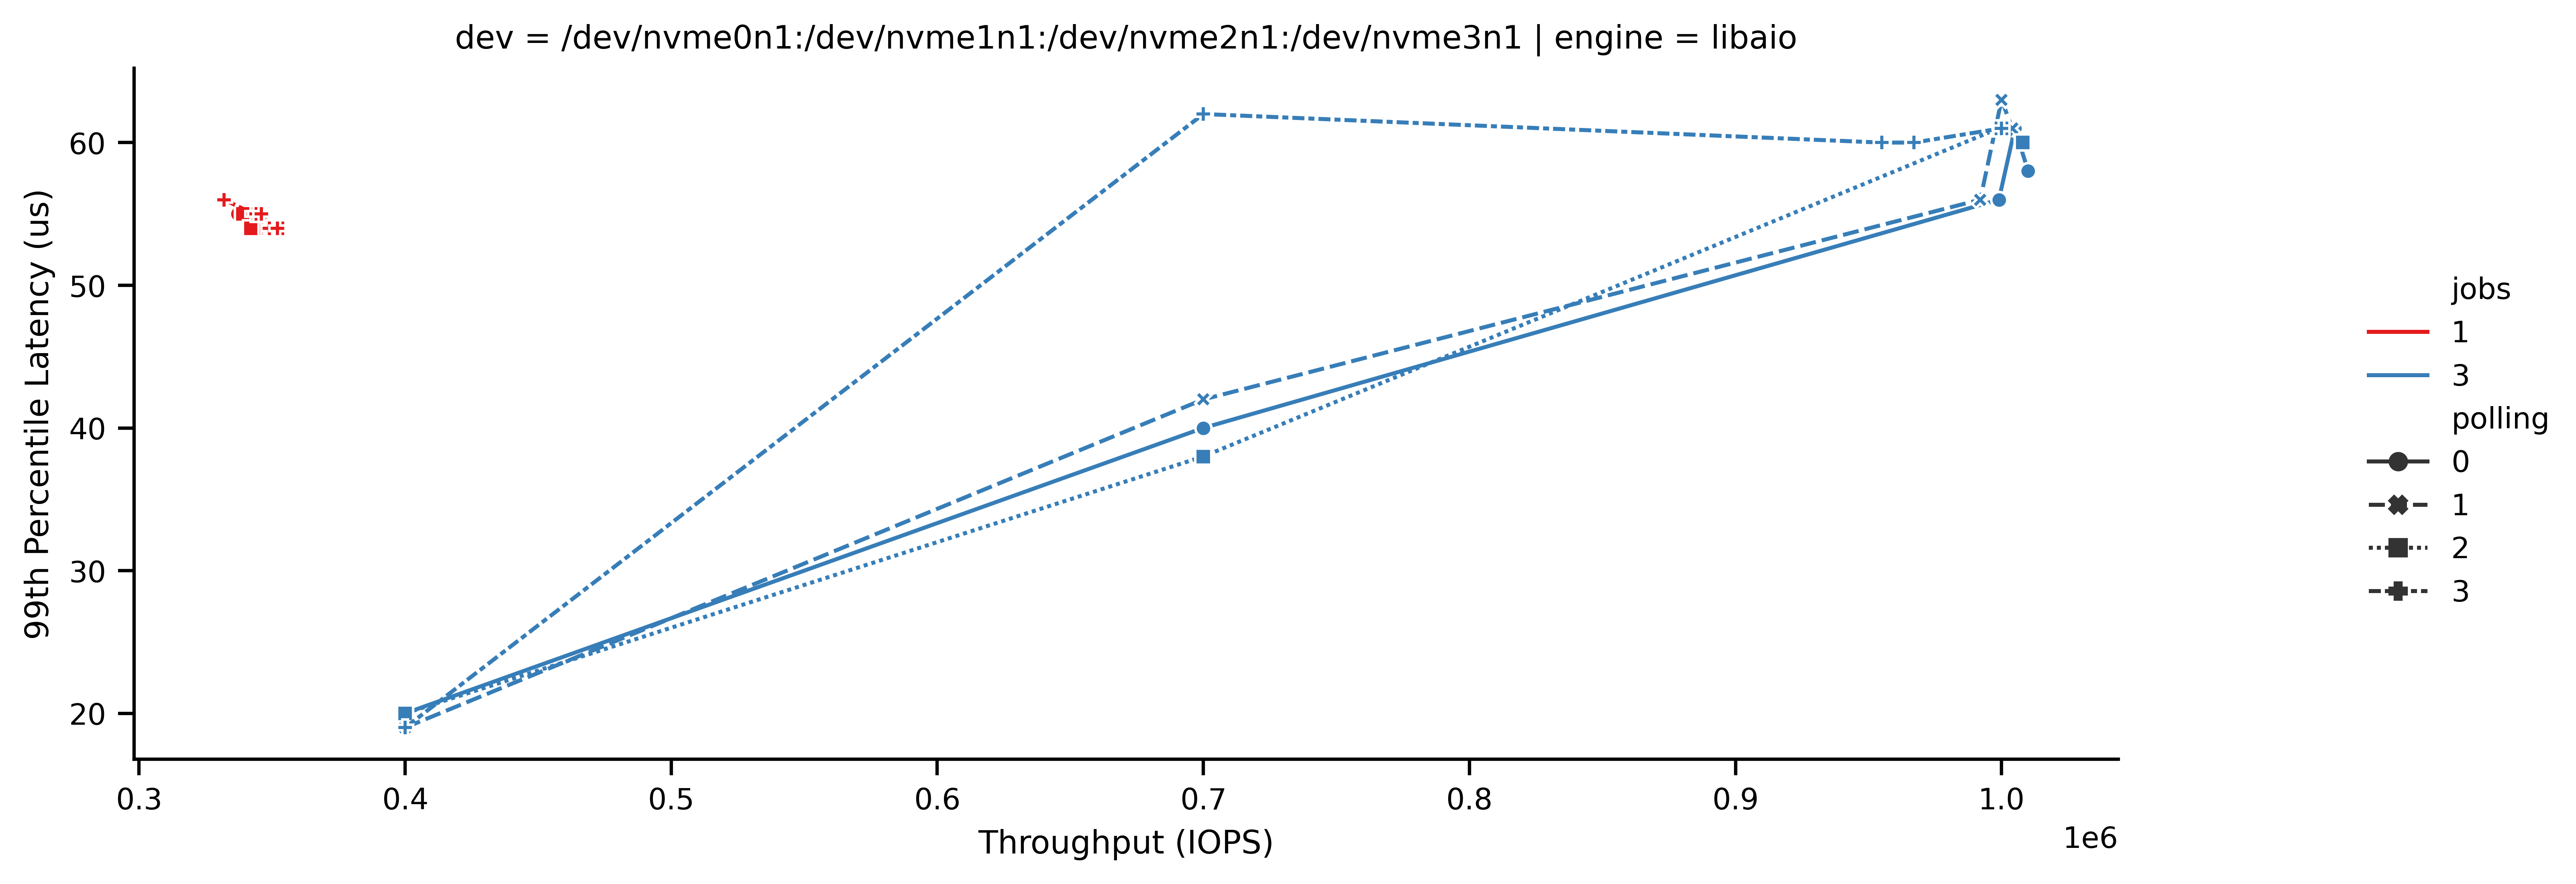 dev = /dev/nvme0n1:/dev/nvme1n1:/dev/nvme2n1:/dev/nvme3n1 | engine = libaio
99th Percentile Latency (us)
60
50
40
30
20
0.3 0.4 0.5 0.6 0.7 0.8 0.9 1.0
1e6
Throughput (IOPS)
jobs
1
3
polling
0
1
2
3